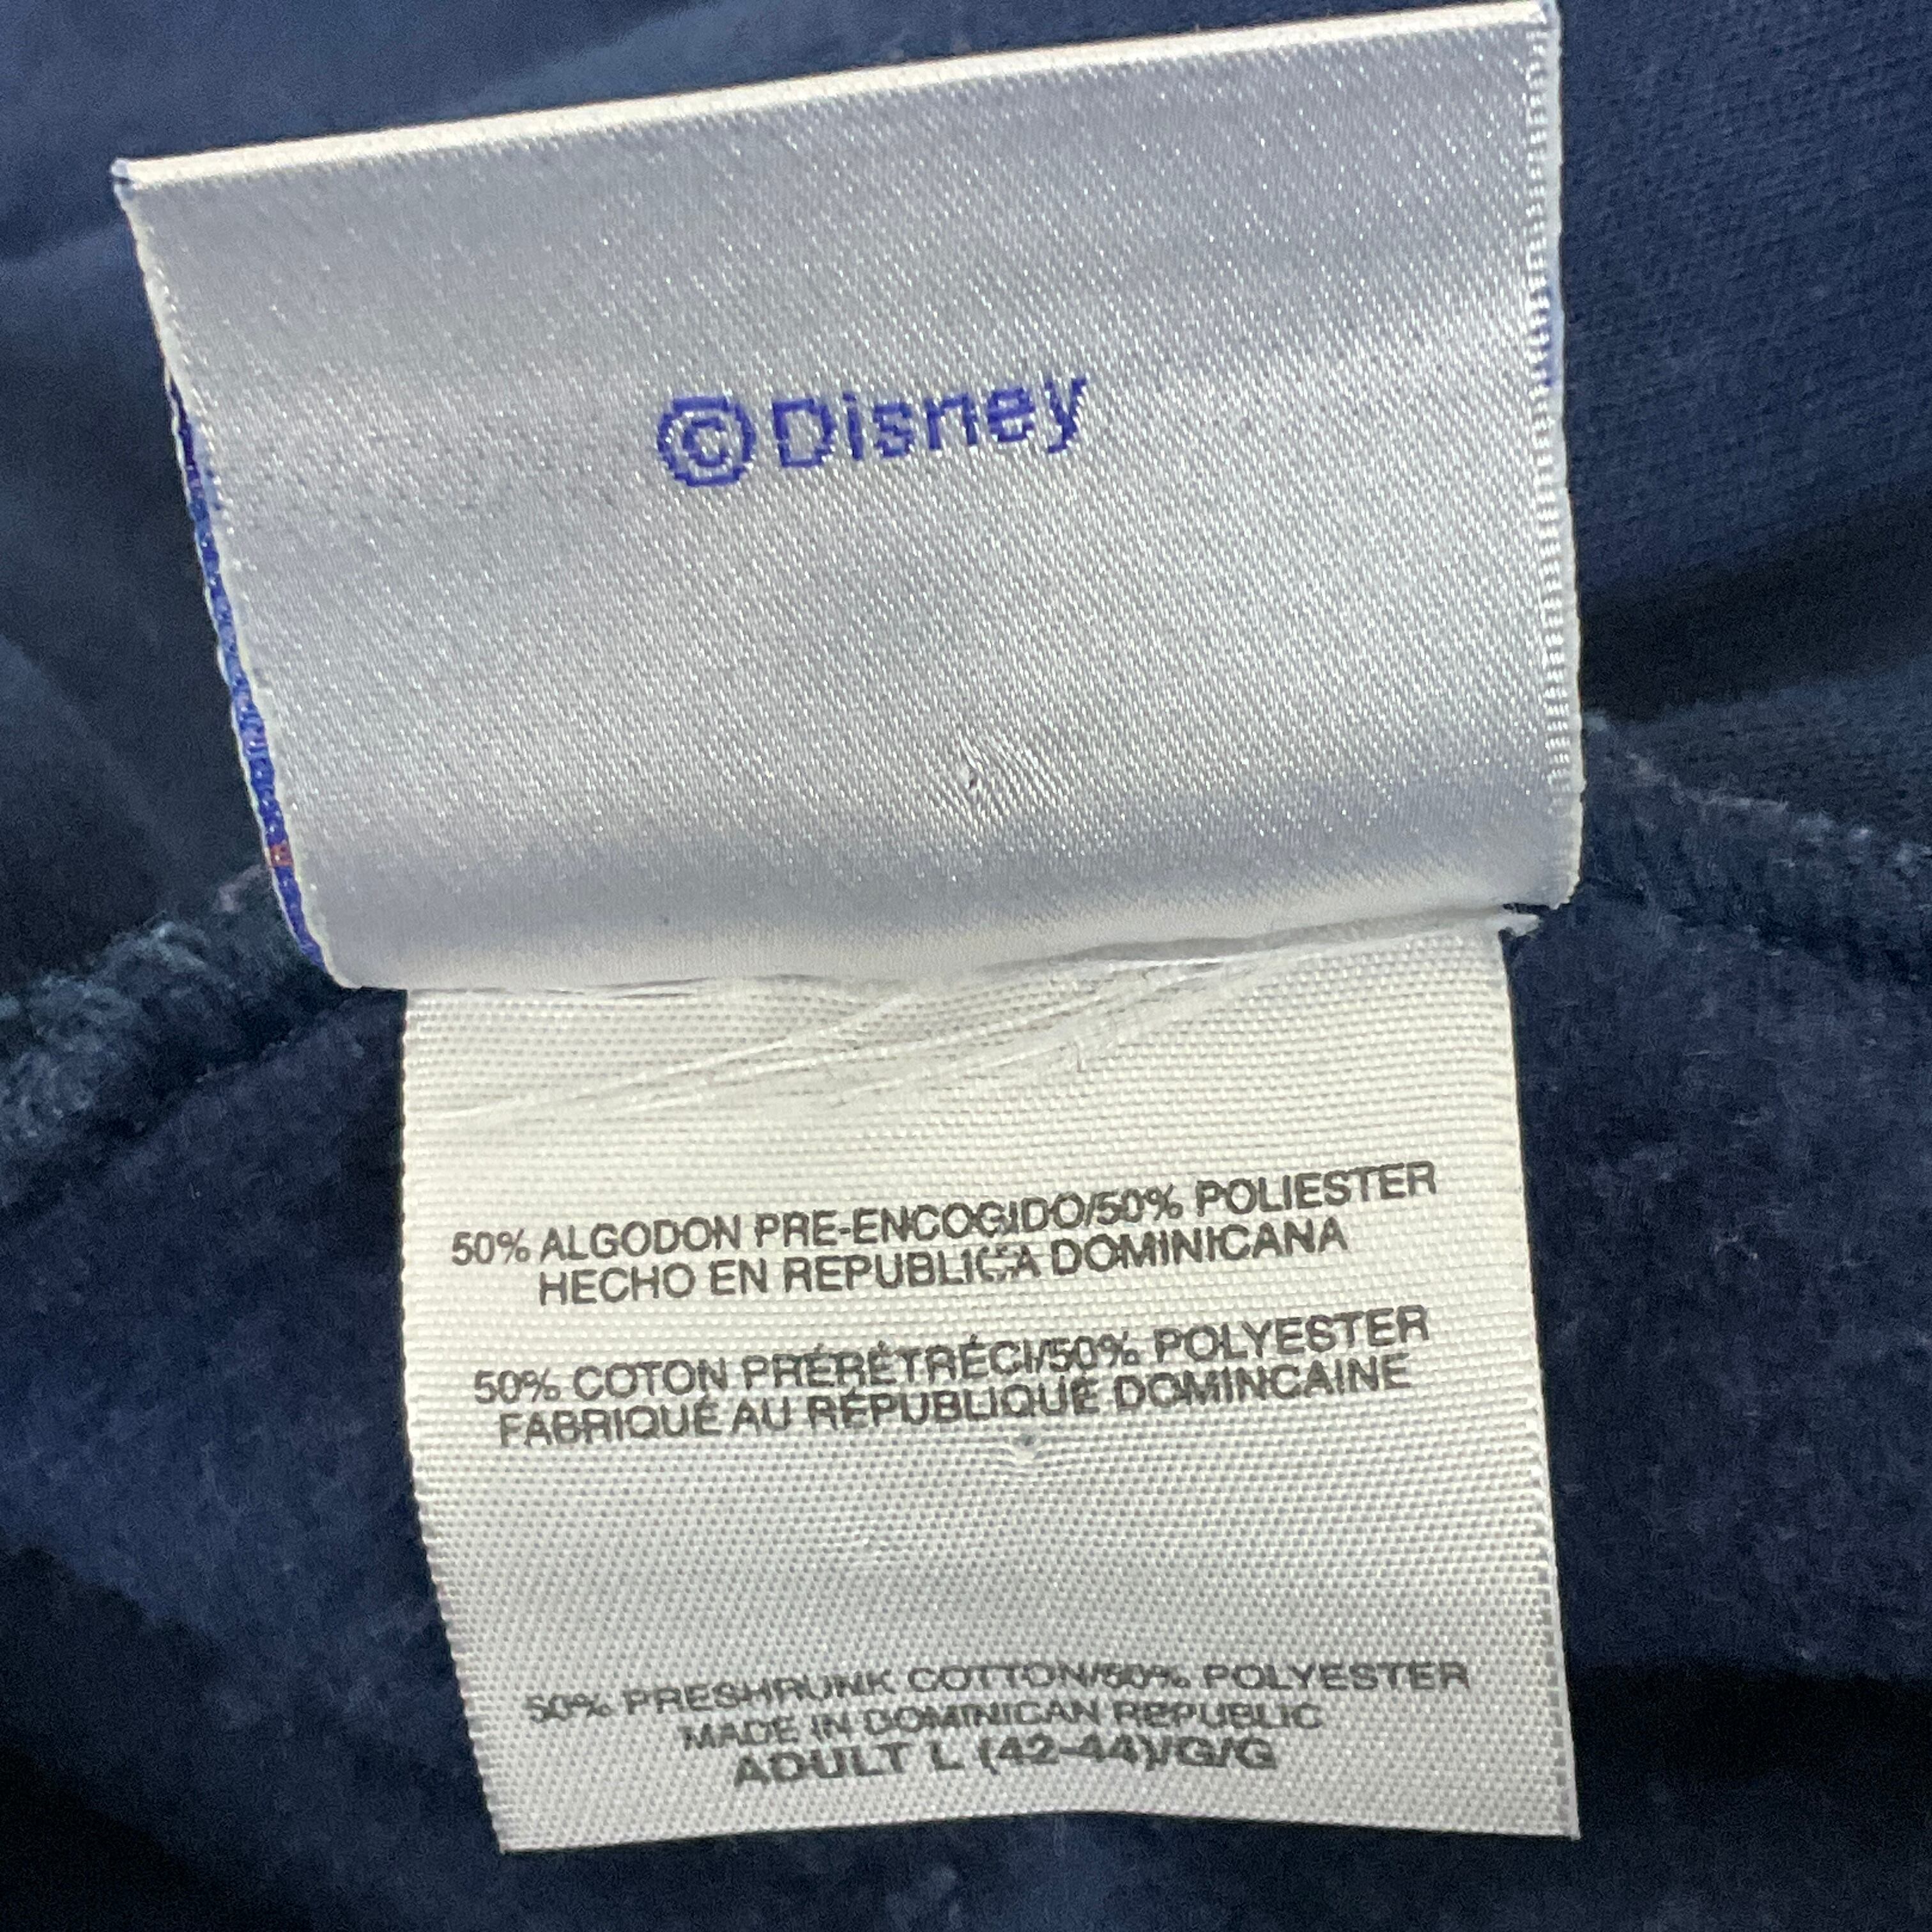 ©Disney
50% ALGODON PRE-ENCOGIDO/50% POLIESTER
HECHO EN REPUBLICA DOMINICANA
50% COTON PRÉRÉTRÉCI/50% POLYESTER
FABRIQUÉ AU RÉPUBLIQUE DOMINCAINE
50% PRESHRUNK COTTON/50% POLYESTER
MADE IN DOMINICAN REPUBLIC
ADULT L (42-44)/G/G